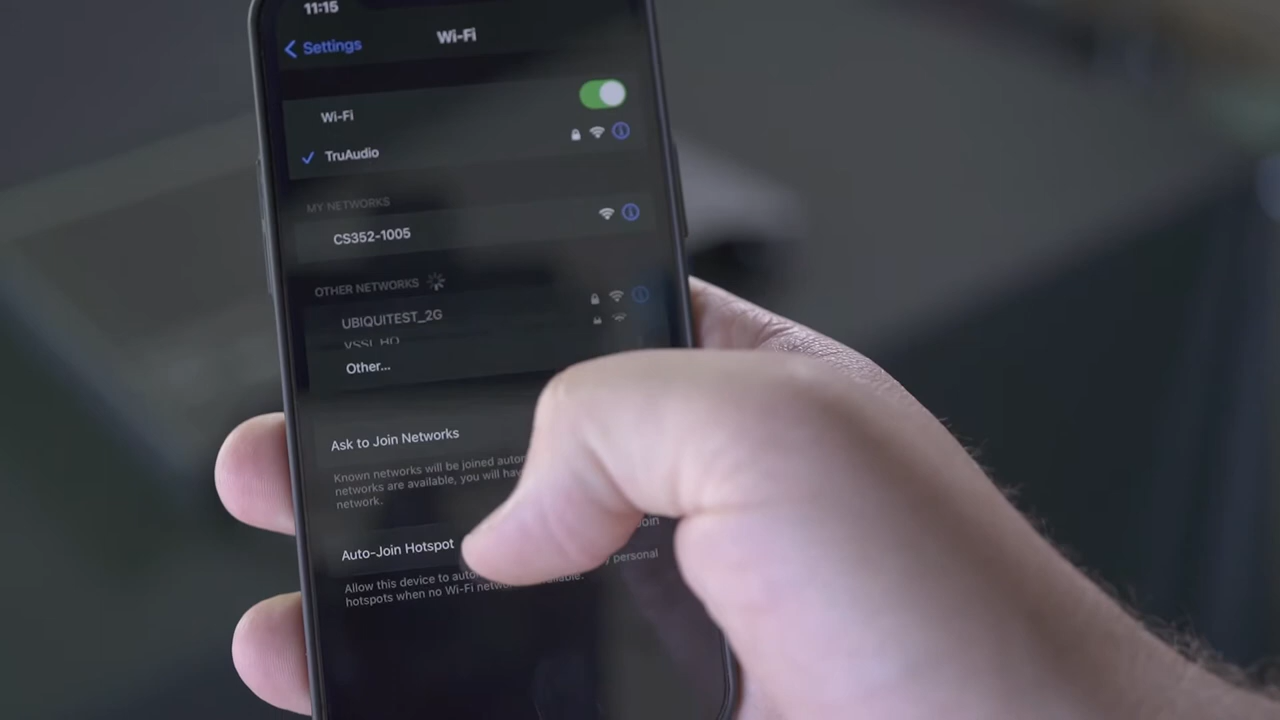 11:15
Settings
Wi-Fi
Wi-Fi
TruAudio
MY NETWORKS
CS352-1005
OTHER NETWORKS
UBIQUITEST_2G
Other...
Ask to Join Networks
Known networks will be joined
networks are available, you will
network.
join
Auto-Join Hotspot
Allow this device to personal
hotspots when no Wi-Fi